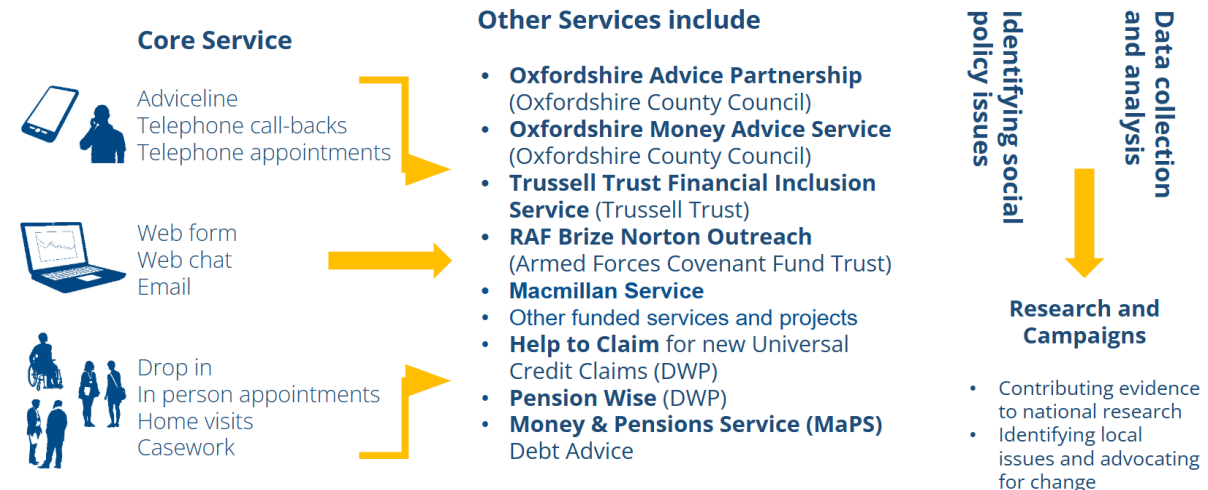 Core Service
Adviceline
Telephone call-backs
Telephone appointments
Web form
Web chat
Email
Drop in
In person appointments
Home visits
Casework
Other Services include
• Oxfordshire Advice Partnership
(Oxfordshire County Council)
• Oxfordshire Money Advice Service
(Oxfordshire County Council)
• Trussell Trust Financial Inclusion
Service (Trussell Trust)
• RAF Brize Norton Outreach
(Armed Forces Covenant Fund Trust)
• Macmillan Service
• Other funded services and projects
• Help to Claim for new Universal
Credit Claims (DWP)
• Pension Wise (DWP)
• Money & Pensions Service (MaPS)
Debt Advice
Identifying social
policy issues
Data collection
and analysis
Research and
Campaigns
• Contributing evidence
to national research
• Identifying local
issues and advocating
for change